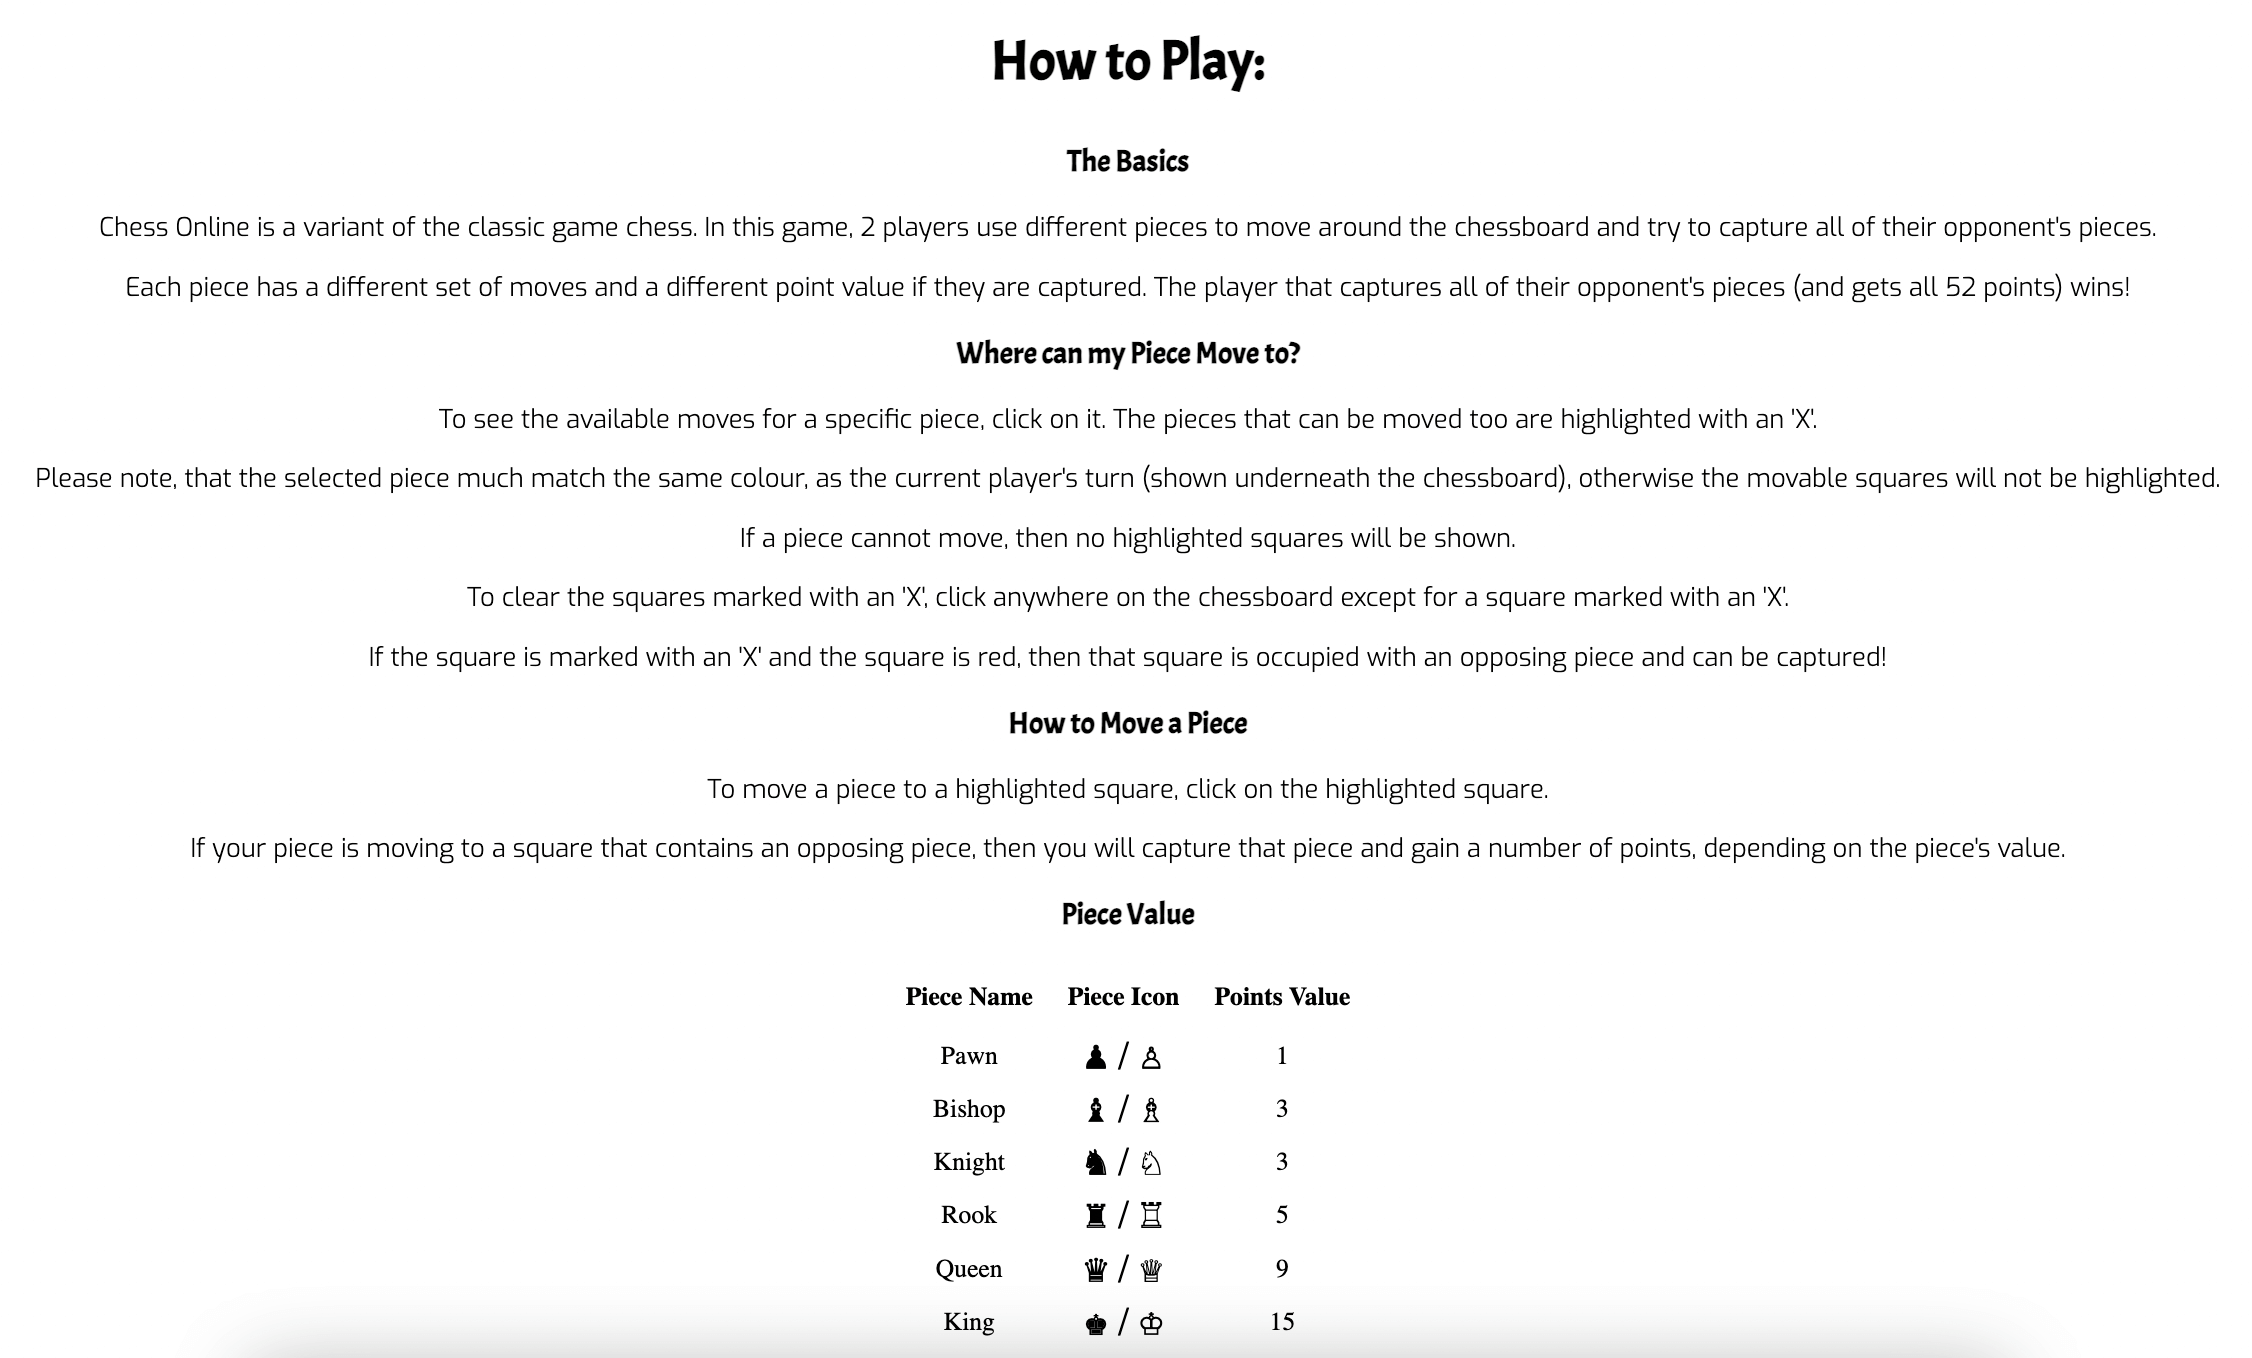 How to Play:
The Basics
Chess Online is a variant of the classic game chess. In this game, 2 players use different pieces to move around the chessboard and try to capture all of their opponent's pieces.
Each piece has a different set of moves and a different point value if they are captured. The player that captures all of their opponent's pieces (and gets all 52 points) wins!
Where can my Piece Move to?
To see the available moves for a specific piece, click on it. The pieces that can be moved too are highlighted with an 'X'.
Please note, that the selected piece much match the same colour, as the current player's turn (shown underneath the chessboard), otherwise the movable squares will not be highlighted.
If a piece cannot move, then no highlighted squares will be shown.
To clear the squares marked with an 'X', click anywhere on the chessboard except for a square marked with an 'X'.
If the square is marked with an 'X' and the square is red, then that square is occupied with an opposing piece and can be captured!
How to Move a Piece
To move a piece to a highlighted square, click on the highlighted square.
If your piece is moving to a square that contains an opposing piece, then you will capture that piece and gain a number of points, depending on the piece's value.
Piece Value
Piece Name Piece Icon Points Value
Pawn ♟ / ♙ 1
Bishop ♝ / ♗ 3
Knight ♞ / ♘ 3
Rook ♜ / ♖ 5
Queen ♛ / ♕ 9
King ♚ / ♔ 15